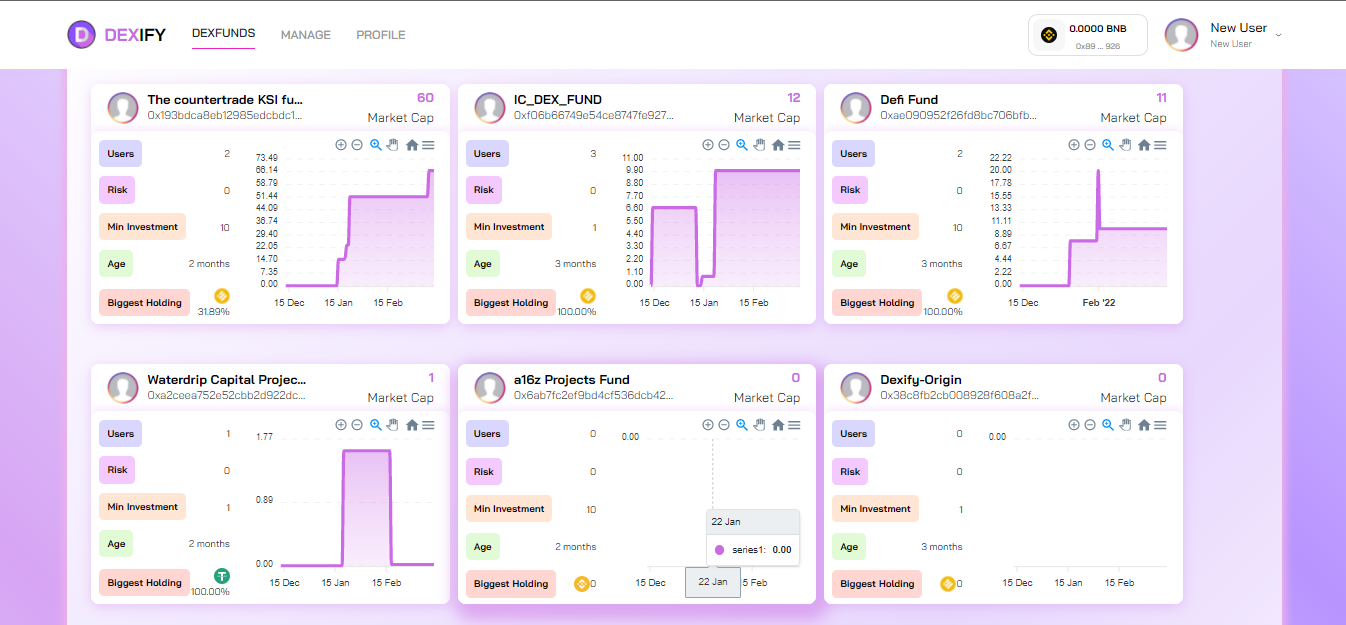 DEXIFY
DEXFUNDS
MANAGE
PROFILE
0.0000 BNB
0x89 ... 926
New User
New User
The countertrade KSI fu...
0x193bdca8eb12985edcbdc1...
60
Market Cap
Users
2
Risk
0
Min Investment
10
Age
2 months
Biggest Holding
31.89%
73.49
66.14
58.79
51.44
44.09
36.74
29.40
22.05
14.70
7.35
0.00
15 Dec
15 Jan
15 Feb
IC_DEX_FUND
0xf06b66749e54ce8747fe927...
12
Market Cap
Users
3
Risk
0
Min Investment
1
Age
3 months
Biggest Holding
100.00%
11.00
9.90
8.80
7.70
6.60
5.50
4.40
3.30
2.20
1.10
0.00
15 Dec
15 Jan
15 Feb
Defi Fund
0xae090952f26fd8bc706bfb...
11
Market Cap
Users
2
Risk
0
Min Investment
10
Age
3 months
Biggest Holding
100.00%
22.22
20.00
17.78
15.55
13.33
11.11
8.89
6.67
4.44
2.22
0.00
15 Dec
Feb '22
Waterdrip Capital Projec...
0xa2ceea752e52cbb2d922dc...
1
Market Cap
Users
1
Risk
0
Min Investment
1
Age
2 months
Biggest Holding
100.00%
1.77
0.89
0.00
15 Dec
15 Jan
15 Feb
a16z Projects Fund
0x6ab7fc2ef9bd4cf536dcb42...
0
Market Cap
Users
0
Risk
0
Min Investment
10
Age
2 months
Biggest Holding
0
0.00
22 Jan
series1: 0.00
15 Dec
22 Jan
5 Feb
Dexify-Origin
0x38c8fb2cb008928f608a2f...
0
Market Cap
Users
0
Risk
0
Min Investment
1
Age
3 months
Biggest Holding
0
0.00
15 Dec
15 Jan
15 Feb